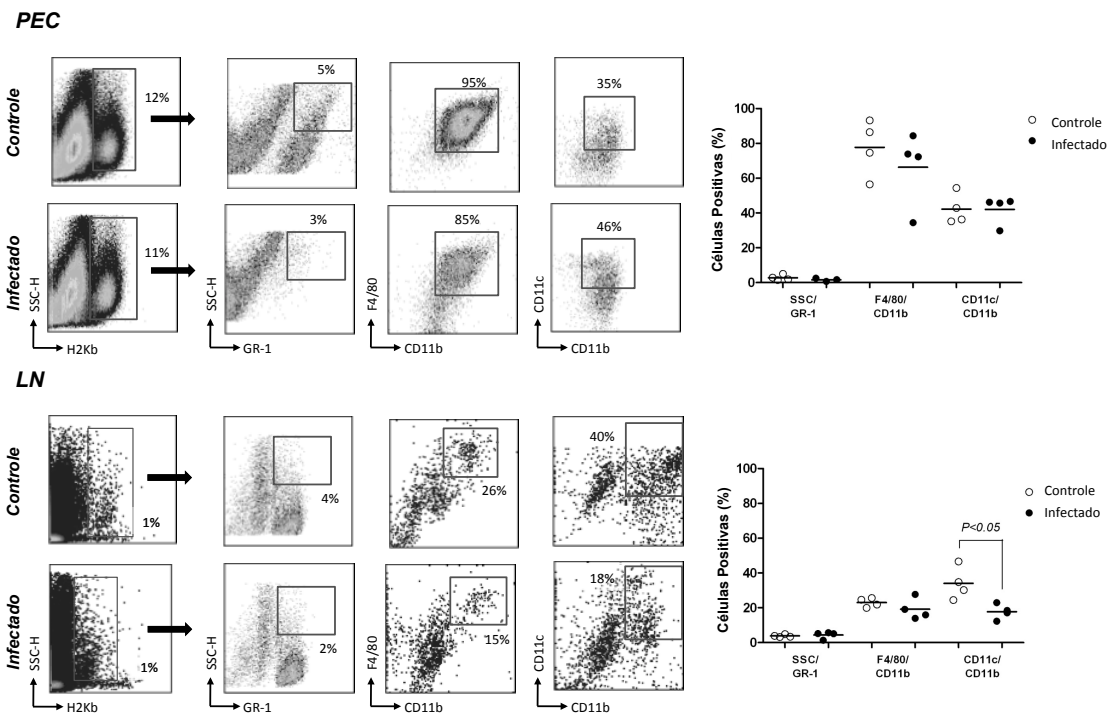 PEC
Controle
12%
5%
95%
35%
Infectado
SSC-H
H2Kb
11%
SSC-H
GR-1
3%
F4/80
CD11b
85%
CD11c
CD11b
46%
Células Positivas (%)
100
80
60
40
20
0
SSC/
GR-1
F4/80/
CD11b
CD11c/
CD11b
Controle
Infectado
LN
Controle
1%
4%
26%
40%
Infectado
SSC-H
H2Kb
1%
SSC-H
GR-1
2%
F4/80
CD11b
15%
CD11c
CD11b
18%
Células Positivas (%)
100
80
60
40
20
0
SSC/
GR-1
F4/80/
CD11b
CD11c/
CD11b
P<0.05
Controle
Infectado